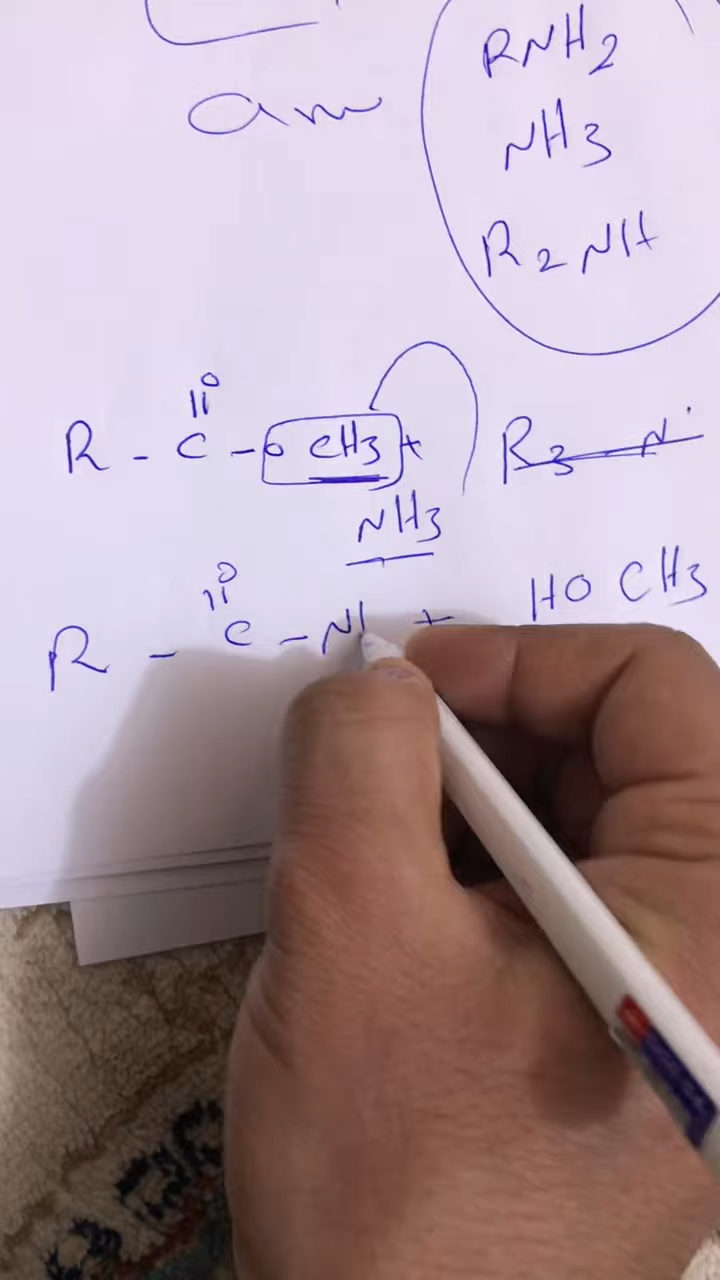 RNH2
am
NH3
R2NH
O
R - C - O CH3 + R3 N
NH3
O
R - C - N + HO CH3